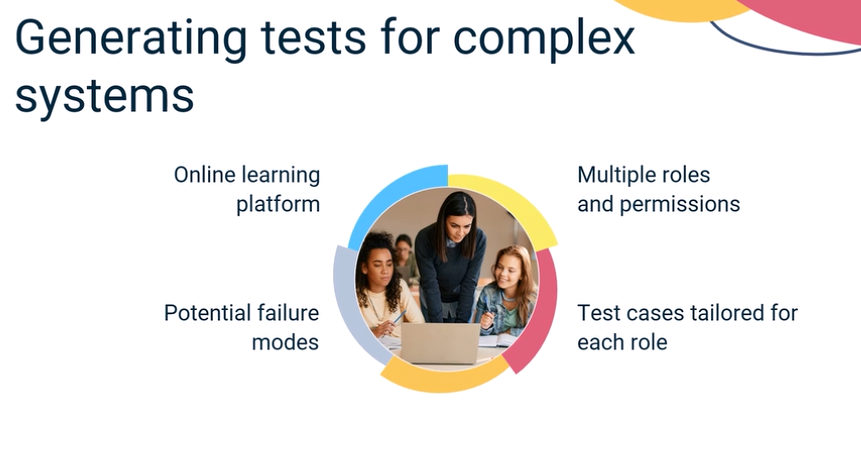 Generating tests for complex
systems
Online learning
platform
Multiple roles
and permissions
Potential failure
modes
Test cases tailored for
each role